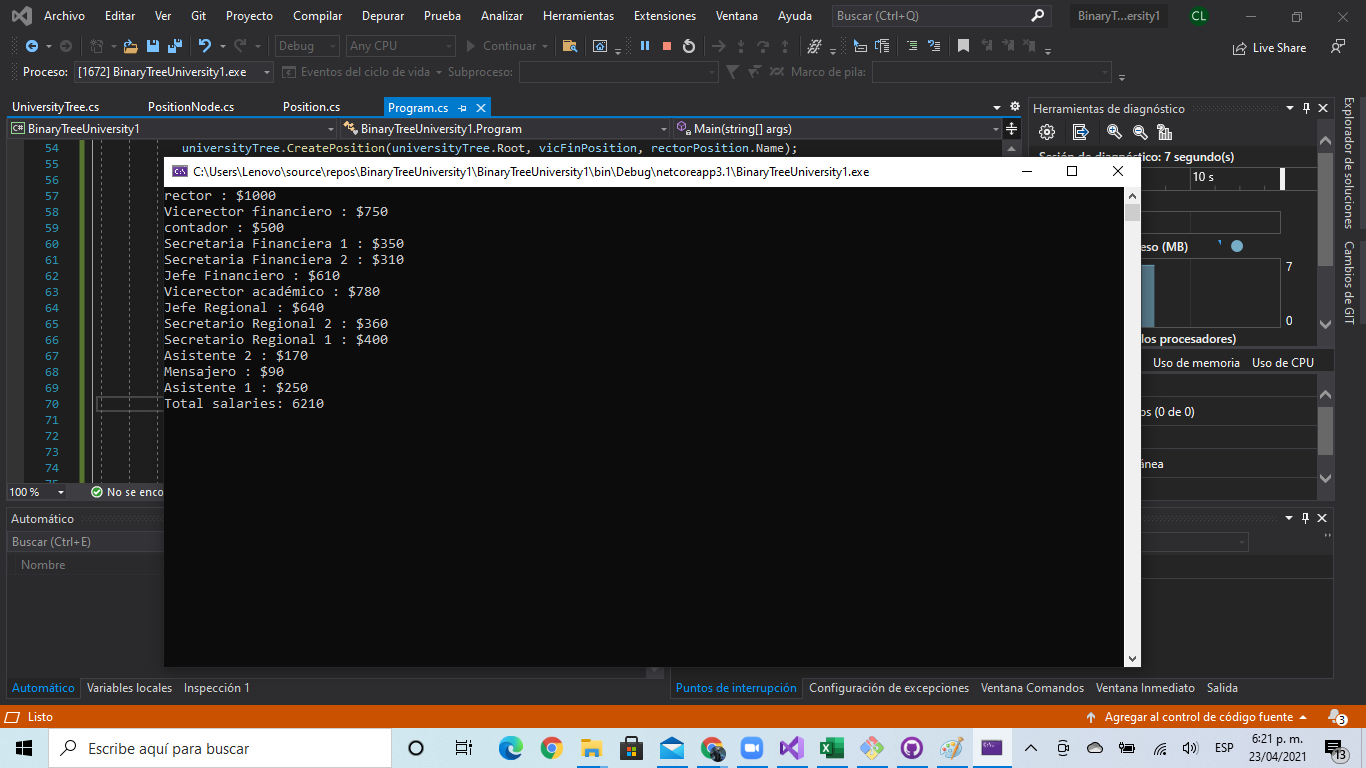 Archivo Editar Ver Git Proyecto Compilar Depurar Prueba Analizar Herramientas Extensiones Ventana Ayuda Buscar (Ctrl+Q) BinaryT...ersity1 CL
Debug Any CPU Continuar Live Share
Proceso: [1672] BinaryTreeUniversity1.exe Eventos del ciclo de vida Subproceso: Marco de pila:
UniversityTree.cs PositionNode.cs Position.cs Program.cs
Herramientas de diagnóstico
BinaryTreeUniversity1 BinaryTreeUniversity1.Program Main(string[] args)
54 universityTree.CreatePosition(universityTree.Root, vicFinPosition, rectorPosition.Name);
55
56
57
58
59
60
61
62
63
64
65
66
67
68
69
70
71
72
73
74
C:\Users\Lenovo\source\repos\BinaryTreeUniversity1\BinaryTreeUniversity1\bin\Debug\netcoreapp3.1\BinaryTreeUniversity1.exe
rector : $1000
Vicerector financiero : $750
contador : $500
Secretaria Financiera 1 : $350
Secretaria Financiera 2 : $310
Jefe Financiero : $610
Vicerector académico : $780
Jefe Regional : $640
Secretario Regional 2 : $360
Secretario Regional 1 : $400
Asistente 2 : $170
Mensajero : $90
Asistente 1 : $250
Total salaries: 6210
Sesión de diagnóstico: 7 segundo(s)
10 s
eso (MB)
7
0
los procesadores)
Uso de memoria Uso de CPU
os (0 de 0)
ánea
Explorador de soluciones
Cambios de GIT
100 % No se enco
Automático
Buscar (Ctrl+E)
Nombre
Automático Variables locales Inspección 1
Puntos de interrupción Configuración de excepciones Ventana Comandos Ventana Inmediato Salida
Listo Agregar al control de código fuente 3
Escribe aquí para buscar
ESP
6:21 p. m.
23/04/2021
13